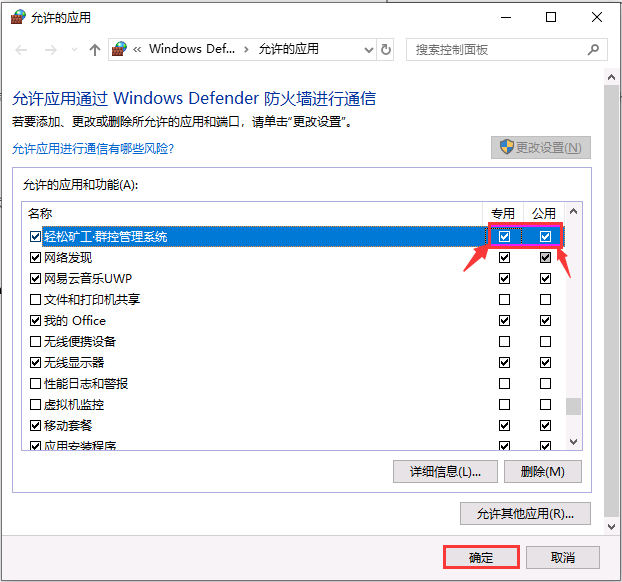 允许的应用
« Windows Def... › 允许的应用
搜索控制面板
允许应用通过 Windows Defender 防火墙进行通信
若要添加、更改或删除所允许的应用和端口，请单击"更改设置"。
允许应用进行通信有哪些风险?
更改设置(N)
允许的应用和功能(A):
名称 专用 公用
轻松矿工·群控管理系统
网络发现
网易云音乐UWP
文件和打印机共享
我的 Office
无线便携设备
无线显示器
性能日志和警报
虚拟机监控
移动套餐
应用安装程序
详细信息(L)... 删除(M)
允许其他应用(R)...
确定 取消